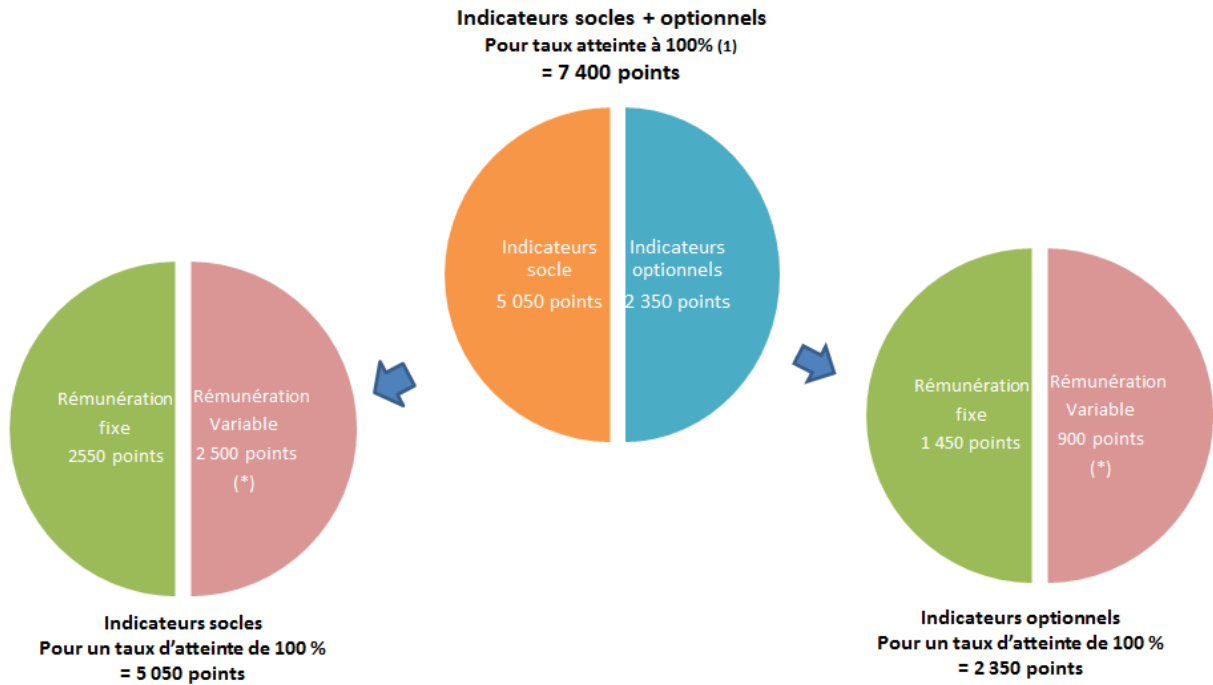 Indicateurs socles + optionnels
Pour taux atteinte à 100% (1)
= 7 400 points
Indicateurs
socle
5 050 points
Indicateurs
optionnels
2 350 points
Rémunération
fixe
2550 points
Rémunération
Variable
2 500 points
(*)
Indicateurs socles
Pour un taux d’atteinte de 100 %
= 5 050 points
Rémunération
fixe
1 450 points
Rémunération
Variable
900 points
(*)
Indicateurs optionnels
Pour un taux d’atteinte de 100 %
= 2 350 points